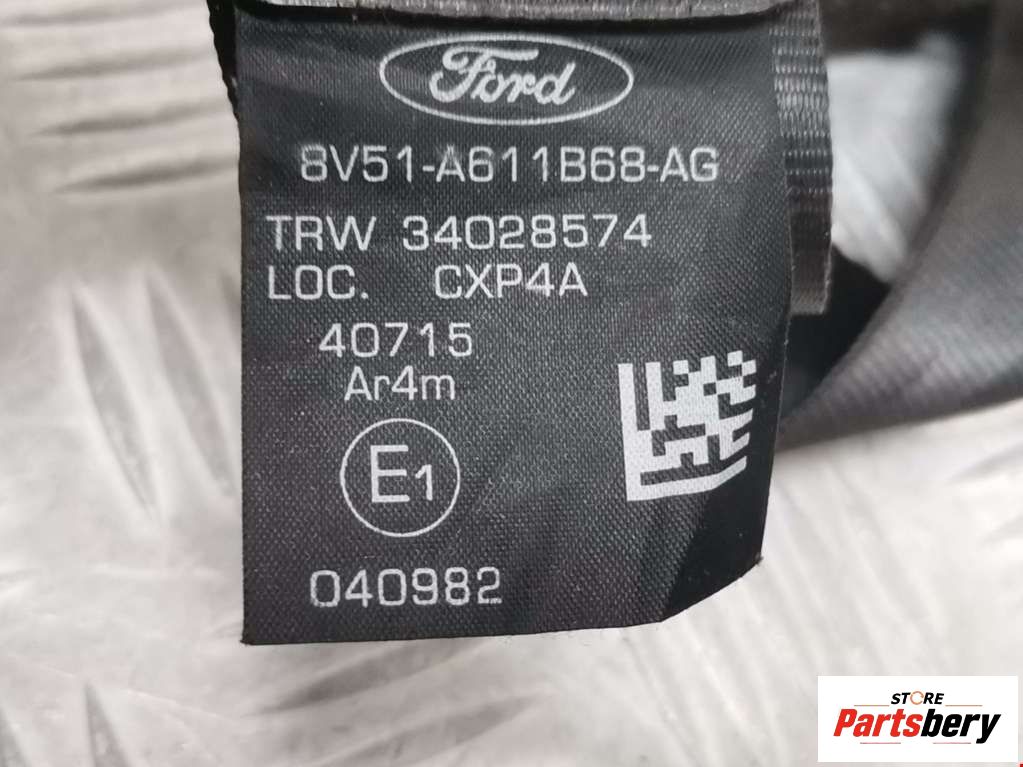 Ford
8V51-A611B68-AG
TRW 34028574
LOC. CXP4A
40715
Ar4m
E1
040982
STORE
Partsbery